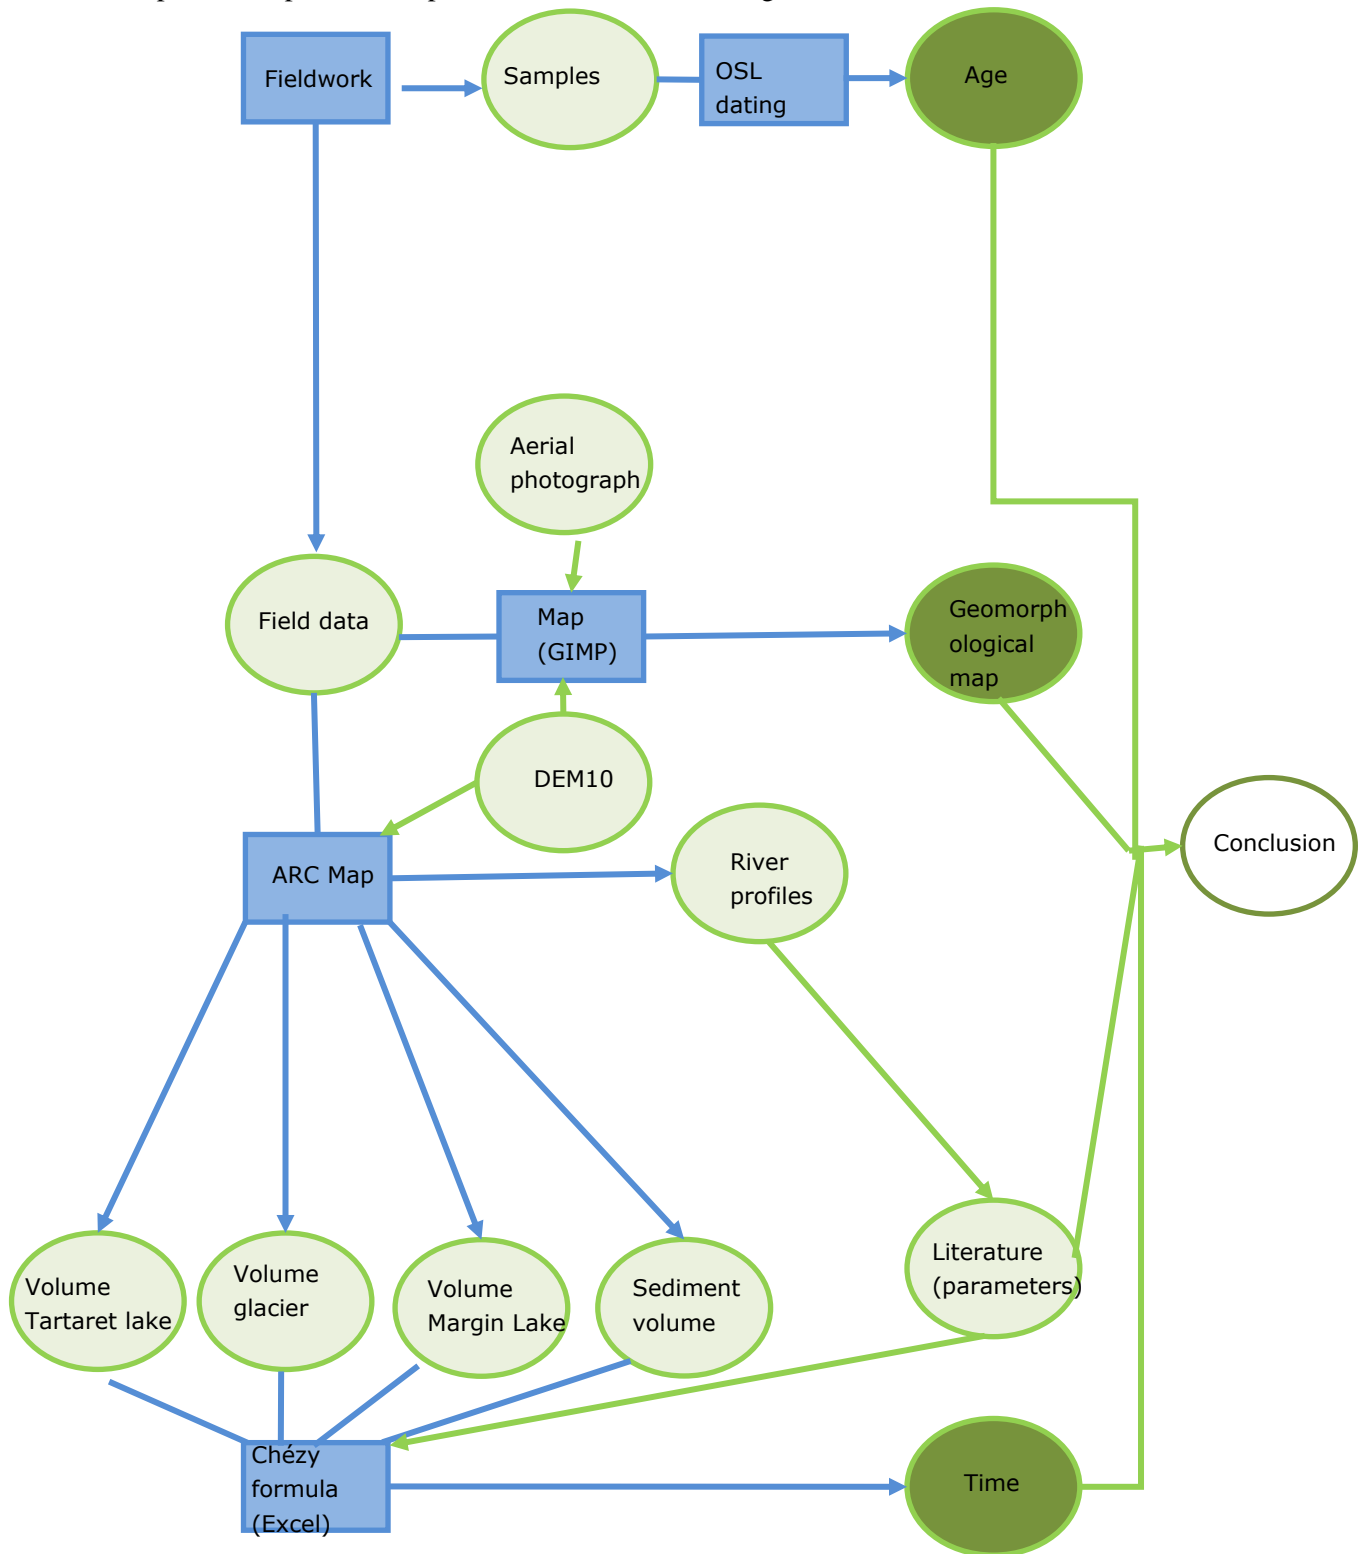 Fieldwork
Samples
OSL
dating
Age
Aerial
photograph
Field data
Map
(GIMP)
Geomorph
ological
map
DEM10
ARC Map
River
profiles
Conclusion
Volume
Tartaret lake
Volume
glacier
Volume
Margin Lake
Sediment
volume
Literature
(parameters)
Chézy
formula
(Excel)
Time